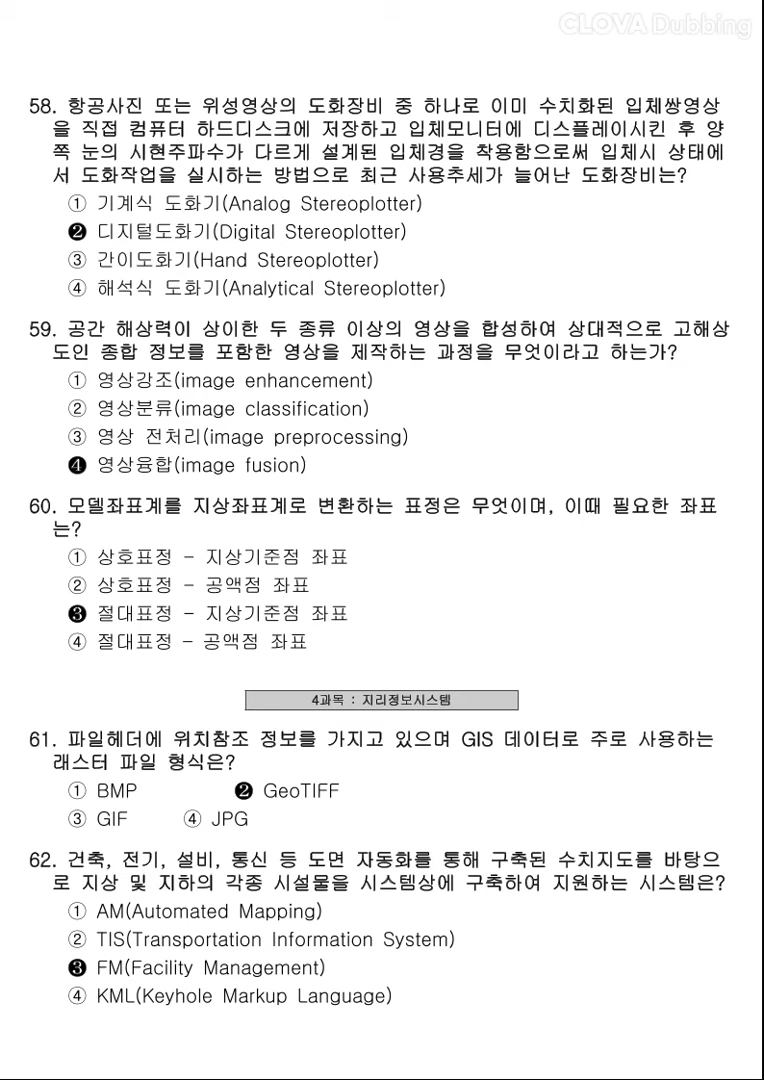 CLOVA Dubbing
58. 항공사진 또는 위성영상의 도화장비 중 하나로 이미 수치화된 입체쌍영상
을 직접 컴퓨터 하드디스크에 저장하고 입체모니터에 디스플레이시킨 후 양
쪽 눈의 시현주파수가 다르게 설계된 입체경을 착용함으로써 입체시 상태에
서 도화작업을 실시하는 방법으로 최근 사용추세가 늘어난 도화장비는?
① 기계식 도화기(Analog Stereoplotter)
❷ 디지털도화기(Digital Stereoplotter)
③ 간이도화기(Hand Stereoplotter)
④ 해석식 도화기(Analytical Stereoplotter)
59. 공간 해상력이 상이한 두 종류 이상의 영상을 합성하여 상대적으로 고해상
도인 종합 정보를 포함한 영상을 제작하는 과정을 무엇이라고 하는가?
① 영상강조(image enhancement)
② 영상분류(image classification)
③ 영상 전처리(image preprocessing)
❹ 영상융합(image fusion)
60. 모델좌표계를 지상좌표계로 변환하는 표정은 무엇이며, 이때 필요한 좌표
는?
① 상호표정 - 지상기준점 좌표
② 상호표정 - 공액점 좌표
❸ 절대표정 - 지상기준점 좌표
④ 절대표정 - 공액점 좌표
4과목 : 지리정보시스템
61. 파일헤더에 위치참조 정보를 가지고 있으며 GIS 데이터로 주로 사용하는
래스터 파일 형식은?
① BMP ❷ GeoTIFF
③ GIF ④ JPG
62. 건축, 전기, 설비, 통신 등 도면 자동화를 통해 구축된 수치지도를 바탕으
로 지상 및 지하의 각종 시설물을 시스템상에 구축하여 지원하는 시스템은?
① AM(Automated Mapping)
② TIS(Transportation Information System)
❸ FM(Facility Management)
④ KML(Keyhole Markup Language)